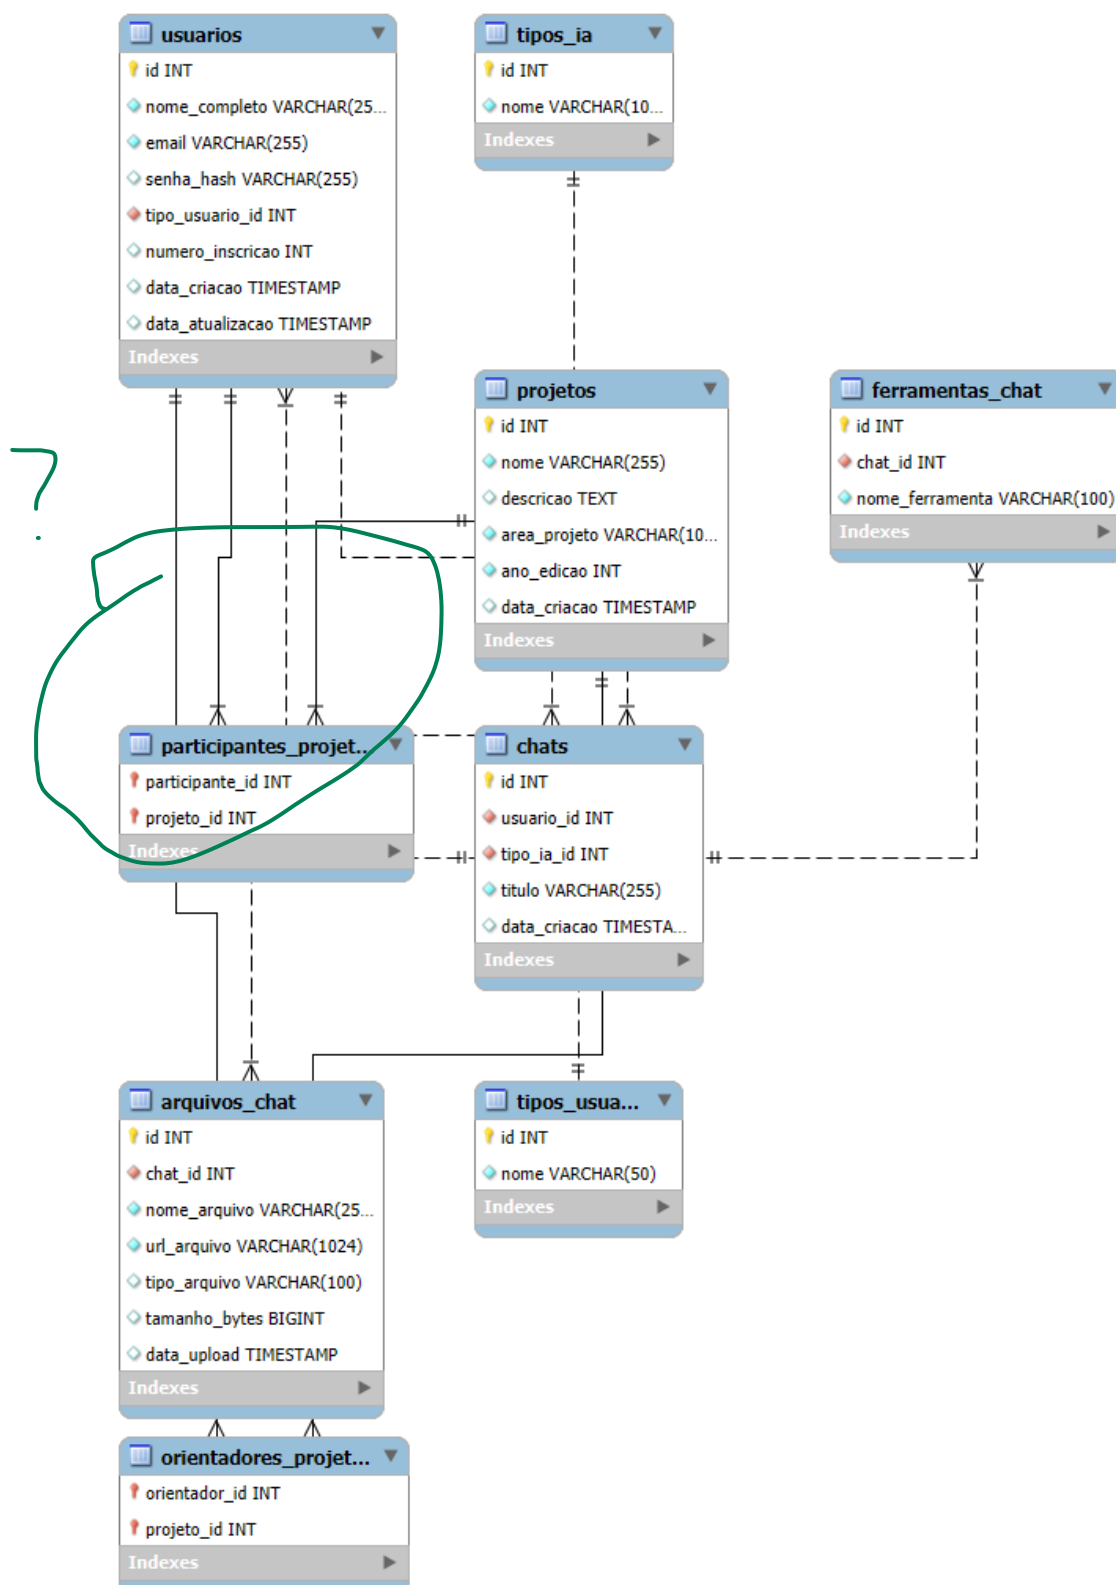 usuarios
id INT
nome_completo VARCHAR(25...
email VARCHAR(255)
senha_hash VARCHAR(255)
tipo_usuario_id INT
numero_inscricao INT
data_criacao TIMESTAMP
data_atualizacao TIMESTAMP
Indexes
tipos_ia
id INT
nome VARCHAR(10...
Indexes
projetos
id INT
nome VARCHAR(255)
descricao TEXT
area_projeto VARCHAR(10...
ano_edicao INT
data_criacao TIMESTAMP
Indexes
ferramentas_chat
id INT
chat_id INT
nome_ferramenta VARCHAR(100)
Indexes
?
participantes_projet...
participante_id INT
projeto_id INT
Indexes
chats
id INT
usuario_id INT
tipo_ia_id INT
titulo VARCHAR(255)
data_criacao TIMESTA...
Indexes
arquivos_chat
id INT
chat_id INT
nome_arquivo VARCHAR(25...
url_arquivo VARCHAR(1024)
tipo_arquivo VARCHAR(100)
tamanho_bytes BIGINT
data_upload TIMESTAMP
Indexes
tipos_usua...
id INT
nome VARCHAR(50)
Indexes
orientadores_projet...
orientador_id INT
projeto_id INT
Indexes